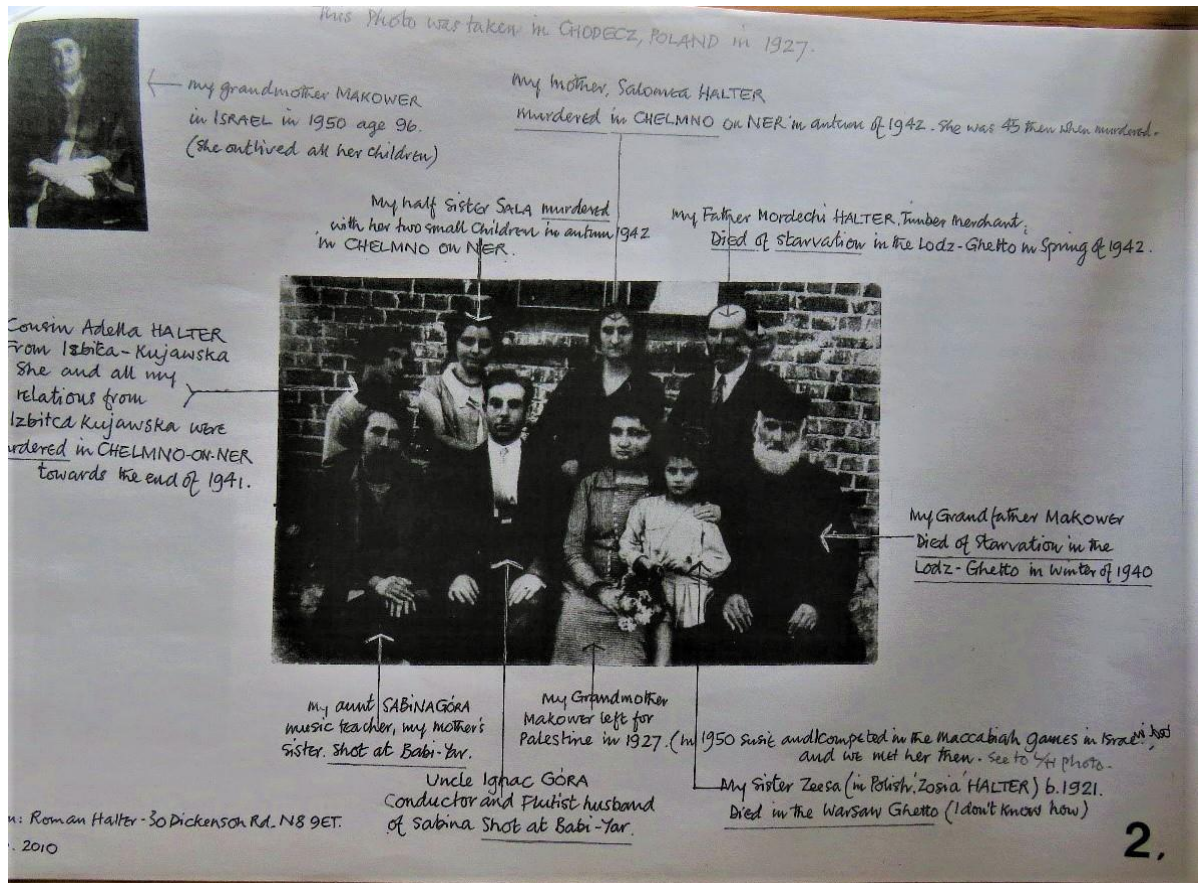 This photo was taken in CHODECZ, POLAND in 1927.
my grandmother MAKOWER
in ISRAEL in 1950 age 96.
(she outlived all her children)
my mother, Salomea HALTER
murdered in CHELMNO on NER in autumn of 1942. She was 45 then when murdered.
My half sister SALA murdered
with her two small children in autumn 1942
in CHELMNO ON NER.
my Father Mordechi HALTER, Timber merchant,
Died of starvation in the Lodz-Ghetto in Spring of 1942.
Cousin Adella HALTER
From Izbica-Kujawska
She and all my
relations from
Izbitca Kujawska were
rdered in CHELMNO-ON-NER
towards the end of 1941.
My Grandfather MAKOWER
Died of Starvation in the
Lodz-Ghetto in winter of 1940
my aunt SABINA GÓRA
music teacher, my mother's
sister. Shot at Babi-Yar.
my Grandmother
Makower left for
Palestine in 1927. (In 1950 Susie and I competed in the Maccabiah games in Israel
and we met her then. See to photo.
Uncle Ignac GÓRA
Conductor and Flutist husband
of Sabina Shot at Babi-Yar.
My Sister Zeesa (in Polish, 'Zosia' HALTER) b. 1921.
Died in the Warsaw Ghetto (I don't know how)
: Roman Halter - 30 Dickenson Rd. N8 9ET.
. 2010
2.